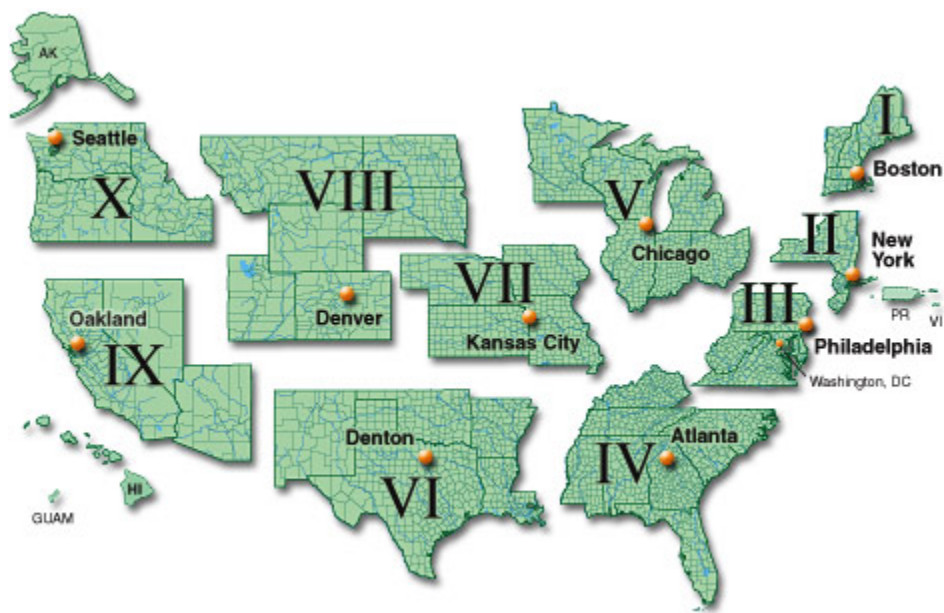 AK
Seattle
X
VIII
V
I
Boston
II
New
York
Chicago
VII
Denver
Kansas City
III
PR
VI
Philadelphia
Washington, DC
Oakland
IX
Denton
VI
IV
Atlanta
HI
GUAM